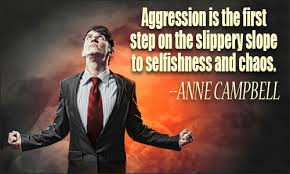 Aggression is the first
step on the slippery slope
to selfishness and chaos.
--ANNE CAMPBELL